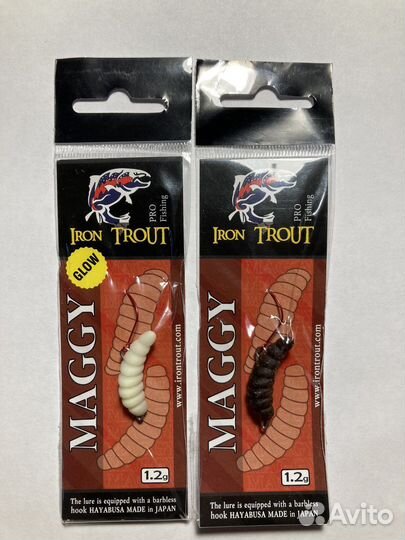 PRO
Fishing
IRON TROUT
GLOW
MAGGY
www.irontrout.com
1.2g
The lure is equipped with a barbless
hook HAYABUSA MADE in JAPAN
PRO
Fishing
IRON TROUT
MAGGY
www.irontrout.com
1.2g
The lure is equipped with a barbless
hook HAYABUSA MADE in JAPAN
Avito